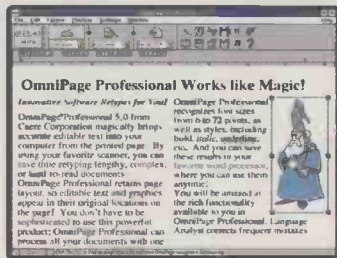 File Edit Format Process Settings Window
OmniPage Professional Works like Magic!
Innovative Software Retypes for You!
OmniPage® Professional 5.0 from
Caere Corporation magically brings
accurate editable text into your
computer from the printed page. By
using your favorite scanner, you can
save time retyping lengthy, complex,
or hard-to-read documents.
OmniPage Professional retains page
layout, so editable text and graphics
appear in their original locations on
the page! You don't have to be
sophisticated to use this powerful
product; OmniPage Professional can
process all your documents with one
OmniPage Professional
recognizes font sizes
from 6 to 72 points, as
well as styles, including
bold, italic, underline,
etc. And you can save
these results in your
favorite word processor,
where you can use them
anytime.
You will be amazed at
the rich functionality
available to you in
OmniPage Professional. Language
Analyst corrects frequent mistakes